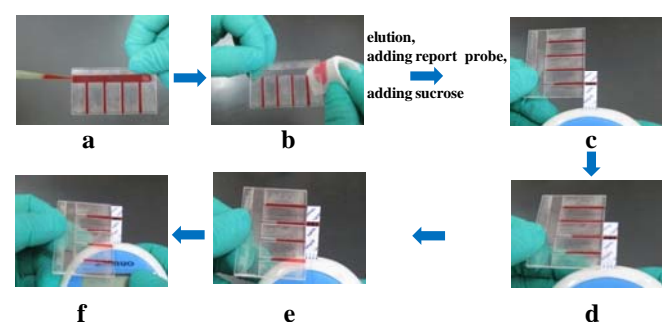 elution,
adding report probe,
adding sucrose
a
b
c
f
e
d